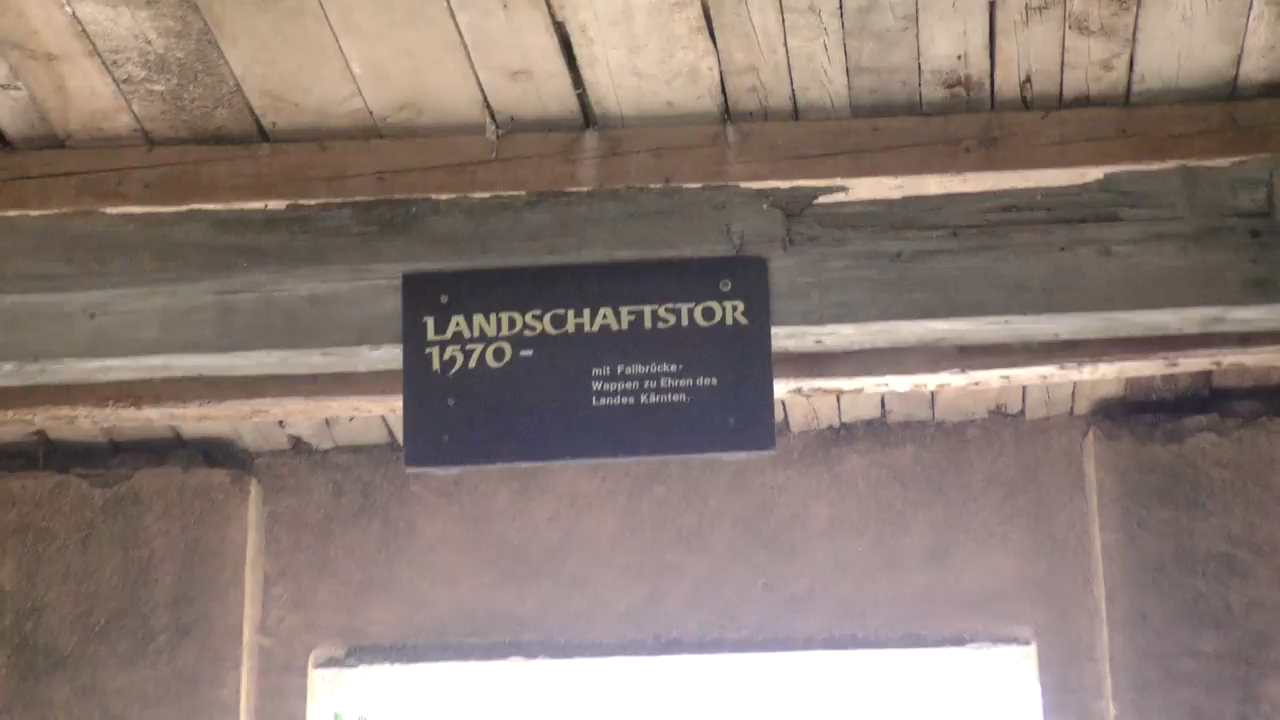 LANDSCHAFTSTOR
1570-
mit Fallbrücke-
Wappen zu Ehren des
Landes Kärnten.